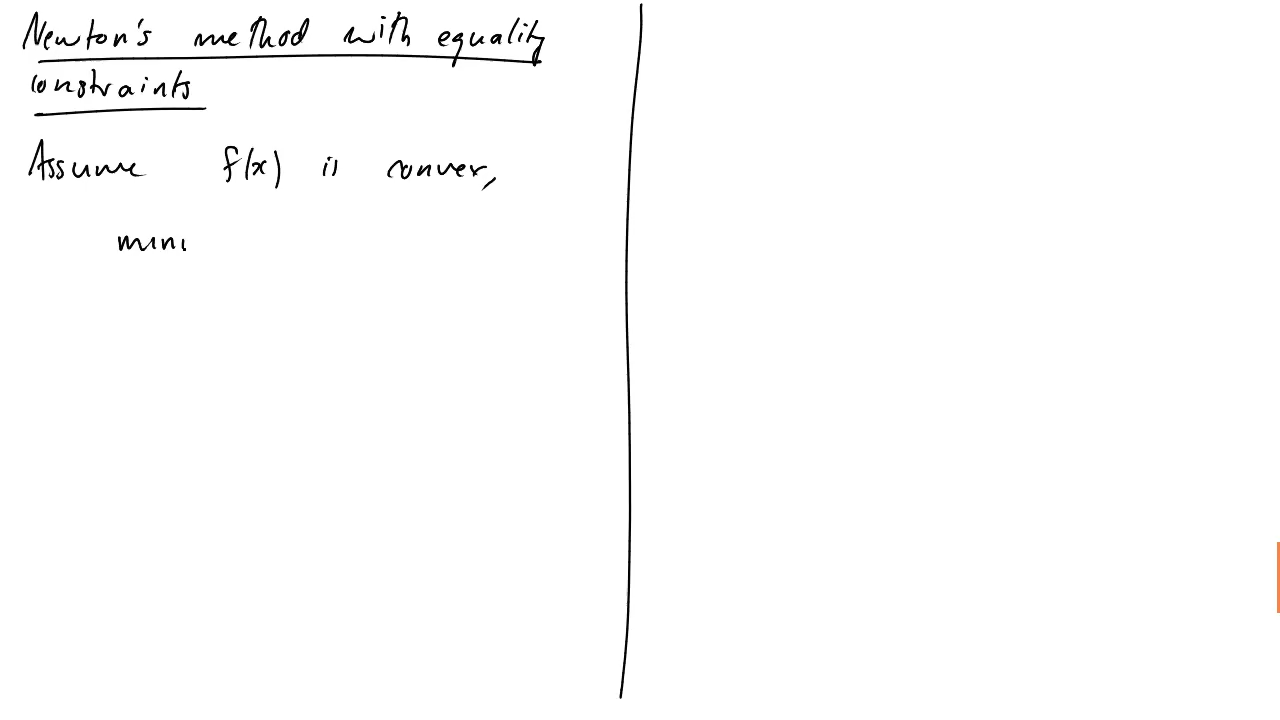 Newton's method with equality
constraints
Assume f(x) is convex,
mini